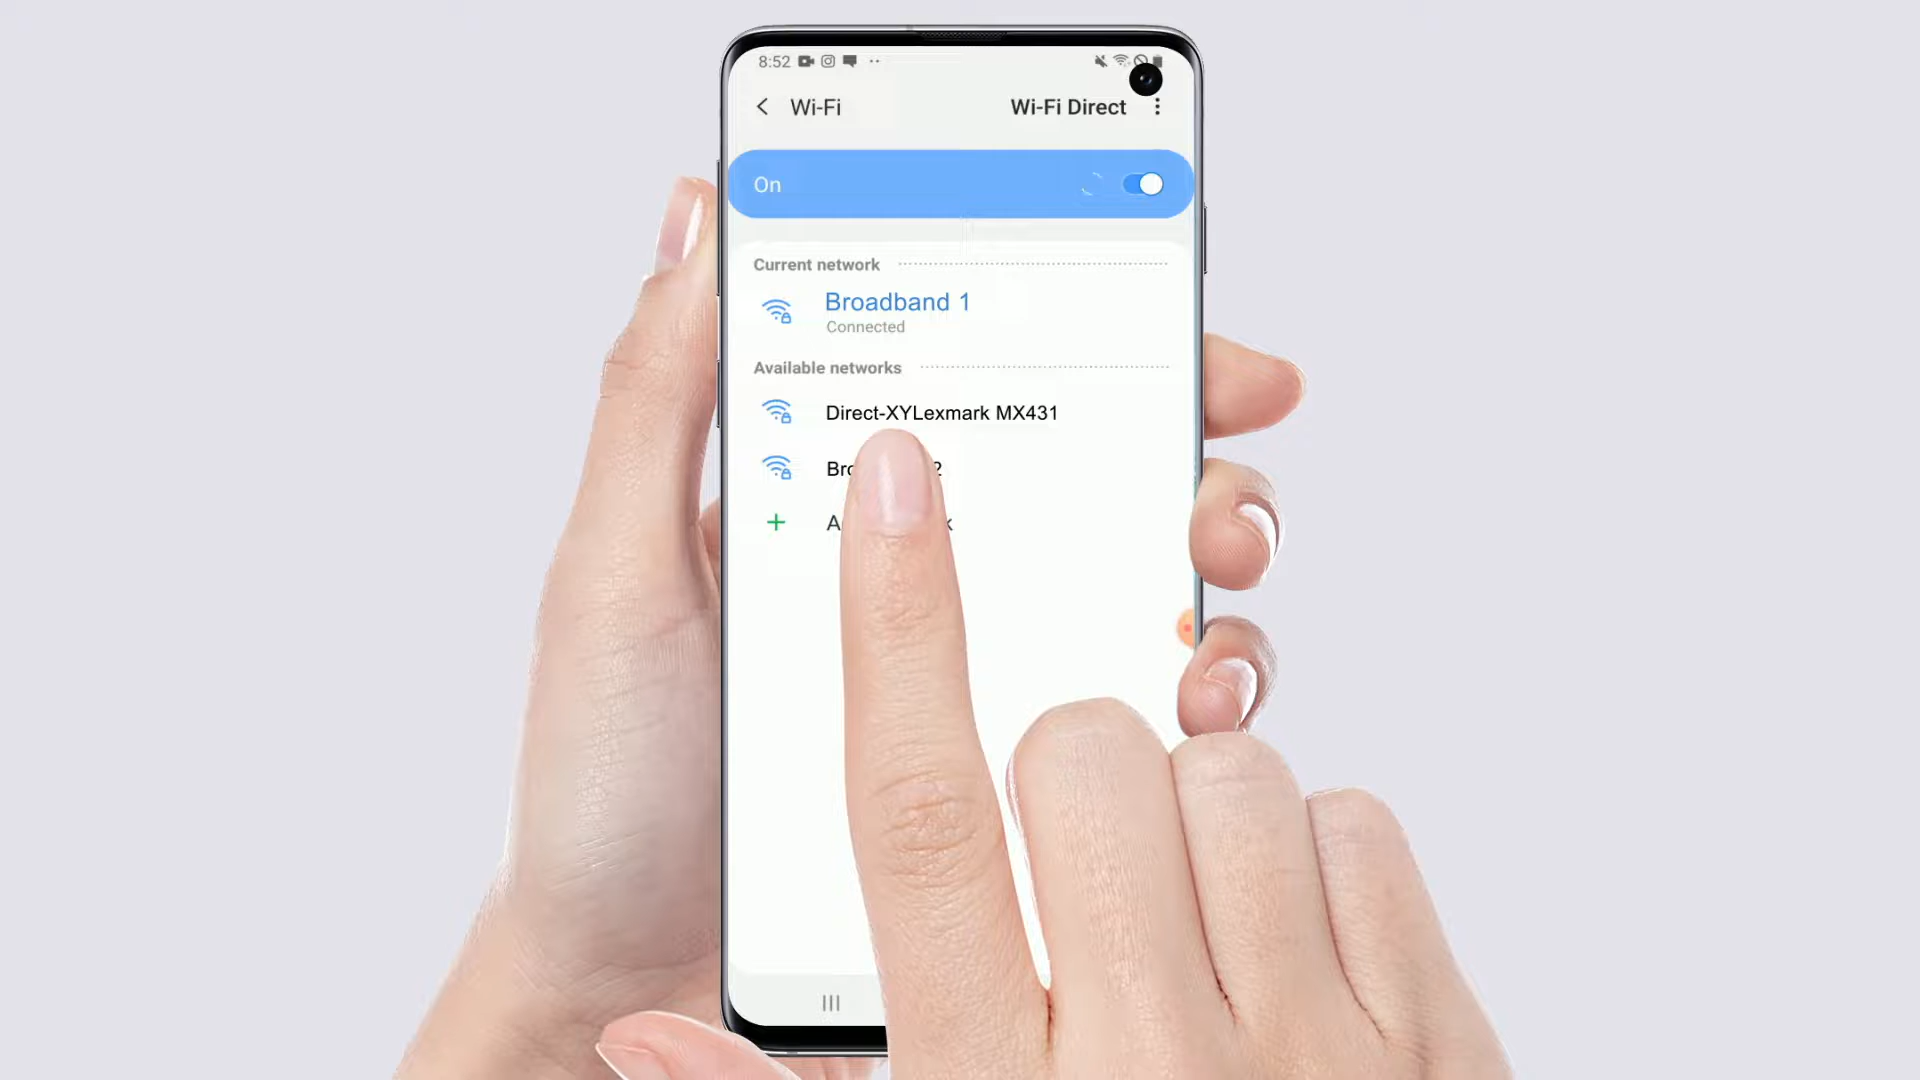 8:52
Wi-Fi
Wi-Fi Direct
On
Current network
Broadband 1
Connected
Available networks
Direct-XYLexmark MX431